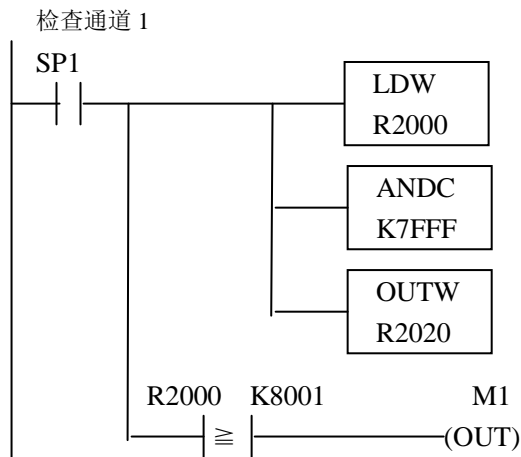 检查通道 1
SP1
LDW
R2000
ANDC
K7FFF
OUTW
R2020
R2000 K8001 M1
≧ (OUT)